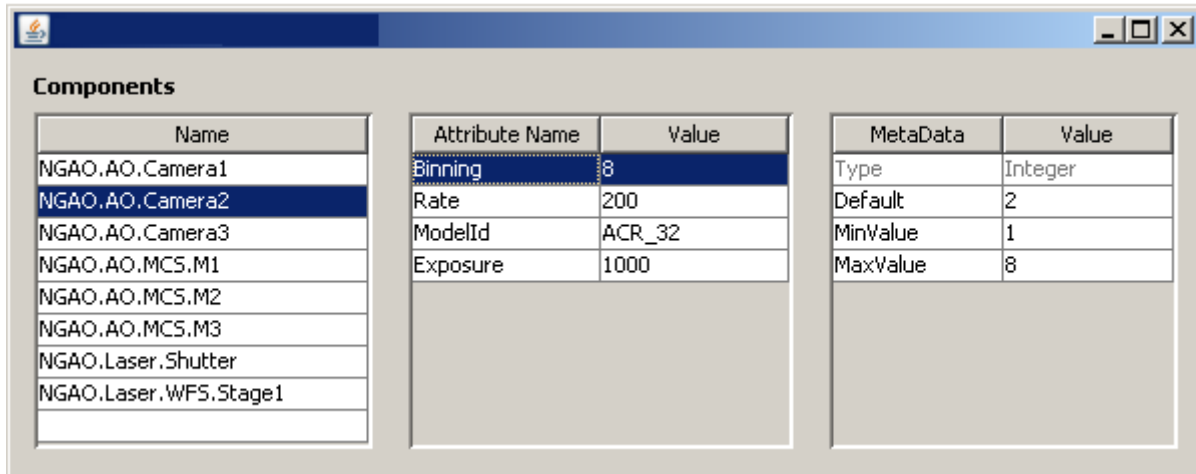 Components
Name
NGAO.AO.Camera1
NGAO.AO.Camera2
NGAO.AO.Camera3
NGAO.AO.MCS.M1
NGAO.AO.MCS.M2
NGAO.AO.MCS.M3
NGAO.Laser.Shutter
NGAO.Laser.WFS.Stage1
Attribute Name Value
Binning 8
Rate 200
ModelId ACR_32
Exposure 1000
MetaData Value
Type Integer
Default 2
MinValue 1
MaxValue 8